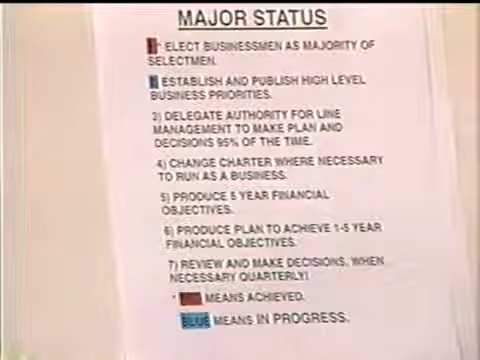 MAJOR STATUS
* ELECT BUSINESSMEN AS MAJORITY OF
SELECTMEN.
ESTABLISH AND PUBLISH HIGH LEVEL
BUSINESS PRIORITIES.
3) DELEGATE AUTHORITY FOR LINE
MANAGEMENT TO MAKE PLAN AND
DECISIONS 95% OF THE TIME.
4) CHANGE CHARTER WHERE NECESSARY
TO RUN AS A BUSINESS.
5) PRODUCE 5 YEAR FINANCIAL
OBJECTIVES.
6) PRODUCE PLAN TO ACHIEVE 1-5 YEAR
FINANCIAL OBJECTIVES.
7) REVIEW AND MAKE DECISIONS, WHEN
NECESSARY QUARTERLY!
* MEANS ACHIEVED.
BLUE MEANS IN PROGRESS.